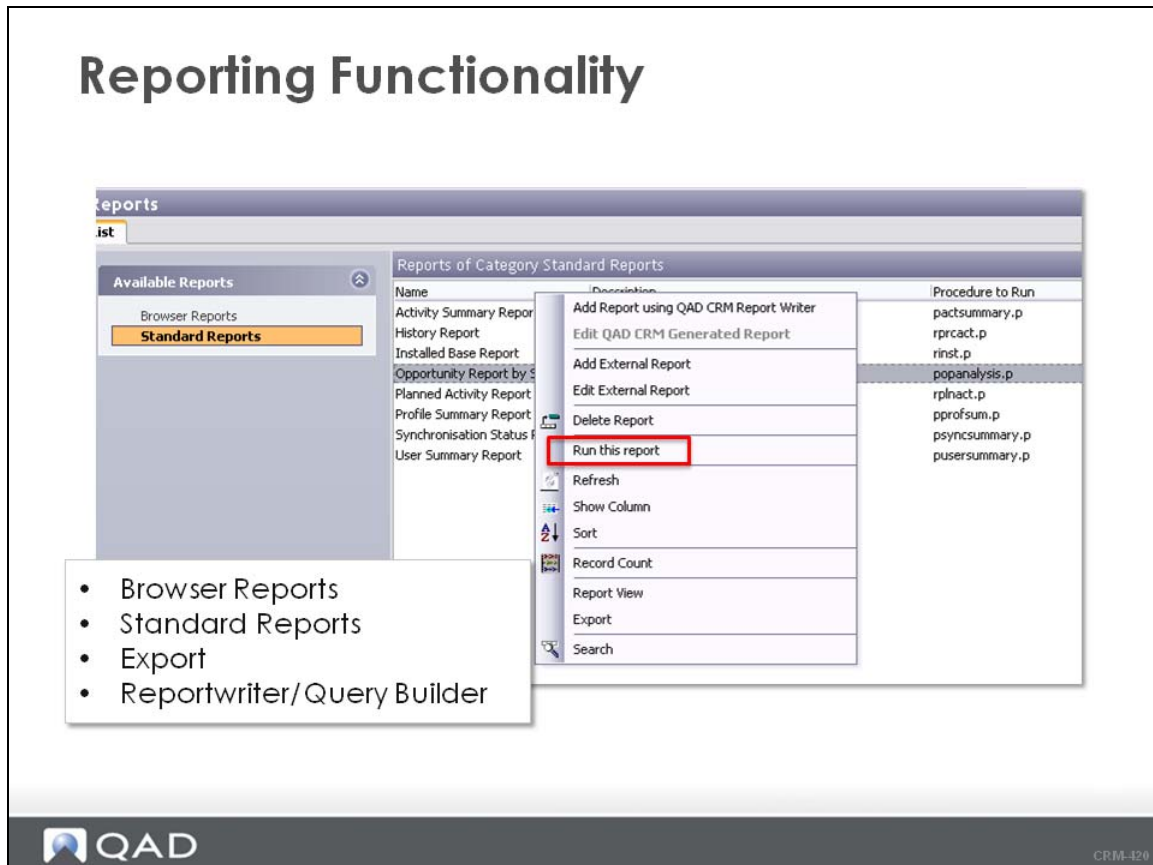 Reporting Functionality
Reports
List
Available Reports
Browser Reports
Standard Reports
Reports of Category Standard Reports
Name Description Procedure to Run
Activity Summary Repor pactsummary.p
History Report rprcact.p
Installed Base Report rinst.p
Opportunity Report by S popanalysis.p
Planned Activity Report rplnact.p
Profile Summary Report pprofsum.p
Synchronisation Status R psyncsummary.p
User Summary Report pusersummary.p
Add Report using QAD CRM Report Writer
Edit QAD CRM Generated Report
Add External Report
Edit External Report
Delete Report
Run this report
Refresh
Show Column
Sort
Record Count
Report View
Export
Search
• Browser Reports
• Standard Reports
• Export
• Reportwriter/Query Builder
QAD
CRM-420